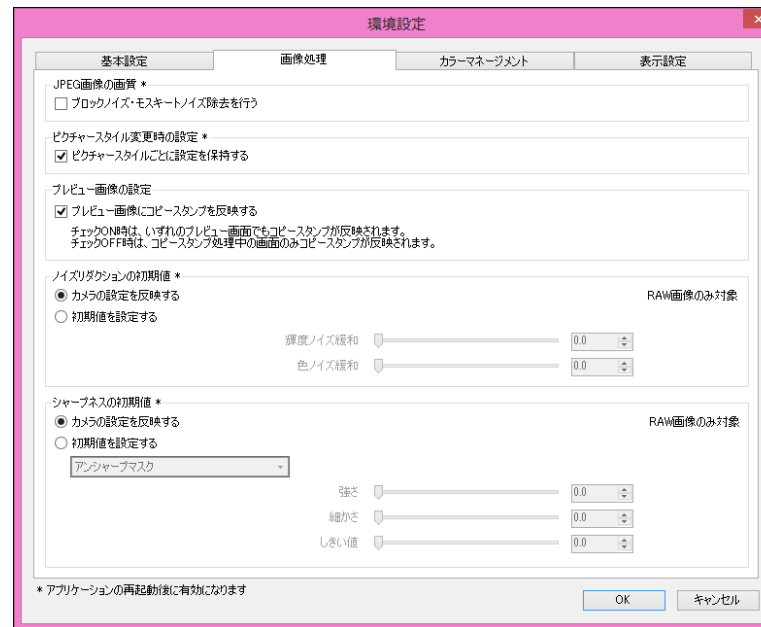 環境設定
基本設定
画像処理
カラーマネージメント
表示設定
JPEG画像の画質 *
ブロックノイズ・モスキートノイズ除去を行う
ピクチャースタイル変更時の設定 *
ピクチャースタイルごとに設定を保持する
プレビュー画像の設定
プレビュー画像にコピースタンプを反映する
チェックON時は、いずれのプレビュー画面でもコピースタンプが反映されます。
チェックOFF時は、コピースタンプ処理中の画面のみコピースタンプが反映されます。
ノイズリダクションの初期値 *
カメラの設定を反映する
RAW画像のみ対象
初期値を設定する
輝度ノイズ緩和
0.0
色ノイズ緩和
0.0
シャープネスの初期値 *
カメラの設定を反映する
RAW画像のみ対象
初期値を設定する
アンシャープマスク
強さ
0.0
細かさ
0.0
しきい値
0.0
* アプリケーションの再起動後に有効になります
OK
キャンセル